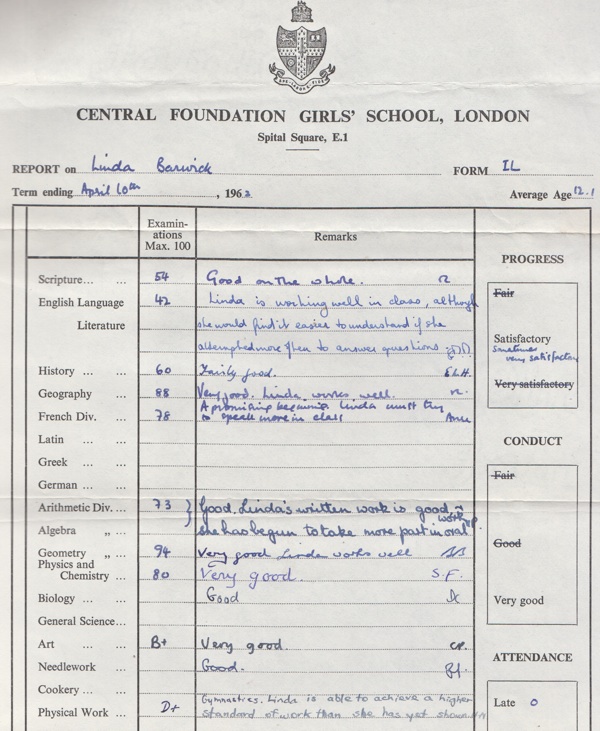 CENTRAL FOUNDATION GIRLS' SCHOOL, LONDON
Spital Square, E.1
REPORT on Linda Barwick FORM IL
Term ending April 10th, 1962 Average Age 12.1
Examinations Max. 100 Remarks
PROGRESS
Scripture... ... 54 Good on the whole.
Fair
English Language 42 Linda is working well in class, although
Literature she would find it easier to understand if she
Satisfactory
attempted more often to answer questions.
sometimes very satisfactory
History ... ... 60 Fairly good. E.L.H.
Very satisfactory
Geography ... 88 Very good. Linda works well.
French Div. ... 78 A promising beginning Linda must try
to speak more in class
Latin ... ...
CONDUCT
Greek ... ...
Fair
German ... ...
Arithmetic Div.... 73 Good. Linda's written work is good &
Algebra „ ... she has begun to take more part in oral work
Good
Geometry „ ... 94 Very good Linda works well
Physics and
Chemistry ... 80 Very good. S.F.
Biology ... ... Good
Very good
General Science...
Art ... ... B+ Very good.
Needlework ... Good.
ATTENDANCE
Cookery ... ...
Late 0
Physical Work ... D+ Gymnastics. Linda is able to achieve a higher
standard of work than she has yet shown.